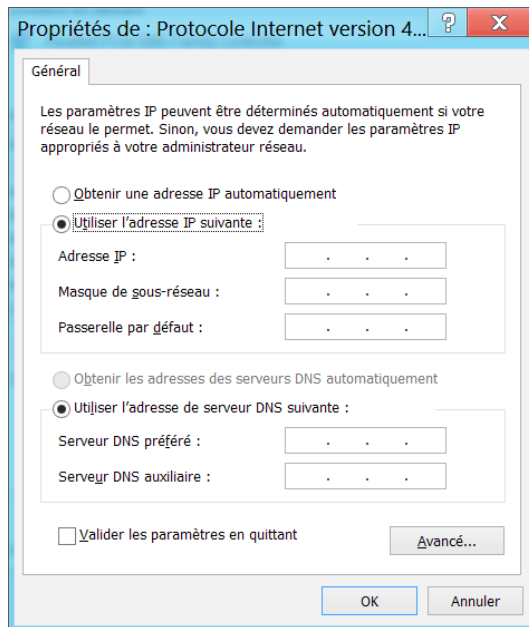 Propriétés de : Protocole Internet version 4...
Général
Les paramètres IP peuvent être déterminés automatiquement si votre
réseau le permet. Sinon, vous devez demander les paramètres IP
appropriés à votre administrateur réseau.
Obtenir une adresse IP automatiquement
Utiliser l'adresse IP suivante :
Adresse IP :
Masque de sous-réseau :
Passerelle par défaut :
Obtenir les adresses des serveurs DNS automatiquement
Utiliser l'adresse de serveur DNS suivante :
Serveur DNS préféré :
Serveur DNS auxiliaire :
Valider les paramètres en quittant
Avancé...
OK Annuler